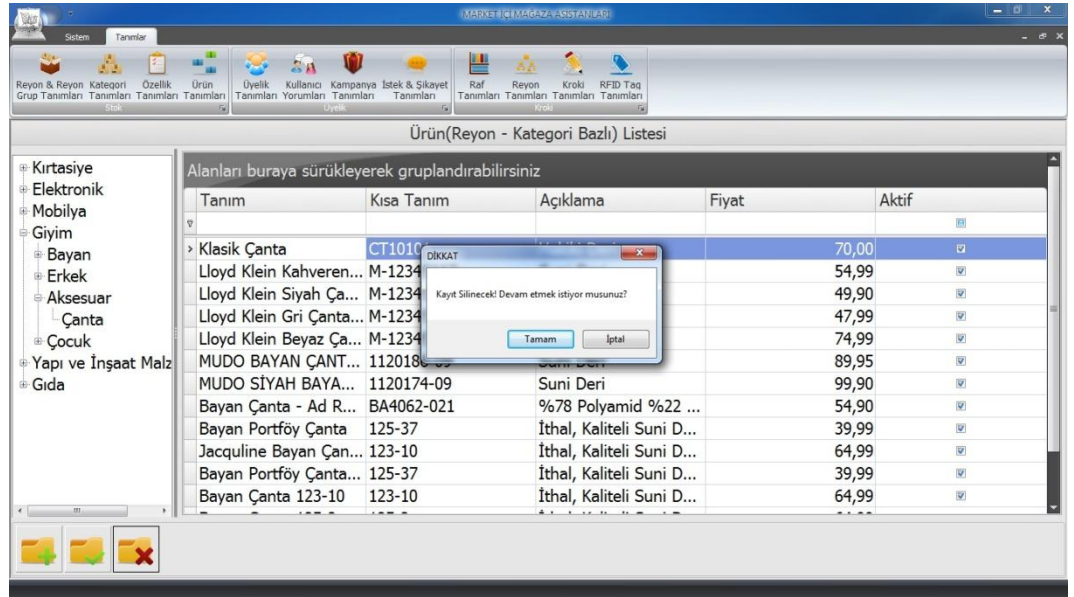 MARKET İÇİ MAĞAZA ASİSTANLARI
Sistem Tanımlar
Reyon & Reyon Grup Tanımları Kategori Tanımları Özellik Tanımları Ürün Tanımları Üyelik Tanımları Kullanıcı Yorumları Kampanya Tanımları İstek & Şikayet Tanımları Raf Tanımları Reyon Tanımları Kroki Tanımları RFID Tag Tanımları
Stok Üyelik Kroki
Ürün(Reyon - Kategori Bazlı) Listesi
Kırtasiye
Elektronik
Mobilya
Giyim
Bayan
Erkek
Aksesuar
Çanta
Çocuk
Yapı ve İnşaat Malz
Gıda
Alanları buraya sürükleyerek gruplandırabilirsiniz
Tanım Kısa Tanım Açıklama Fiyat Aktif
Klasik Çanta 70,00
Lloyd Klein Kahveren... M-1234 54,99
Lloyd Klein Siyah Ça... M-1234 49,90
Lloyd Klein Gri Çanta... M-1234 47,99
Lloyd Klein Beyaz Ça... M-1234 74,99
MUDO BAYAN ÇANT... Suni Deri 89,95
MUDO SİYAH BAYA... 1120174-09 Suni Deri 99,90
Bayan Çanta - Ad R... BA4062-021 %78 Polyamid %22 ... 54,90
Bayan Portföy Çanta 125-37 İthal, Kaliteli Suni D... 39,99
Jacquline Bayan Çan... 123-10 İthal, Kaliteli Suni D... 64,99
Bayan Portföy Çanta... 125-37 İthal, Kaliteli Suni D... 39,99
Bayan Çanta 123-10 123-10 İthal, Kaliteli Suni D... 64,99
DİKKAT
Kayıt Silinecek! Devam etmek istiyor musunuz?
Tamam İptal